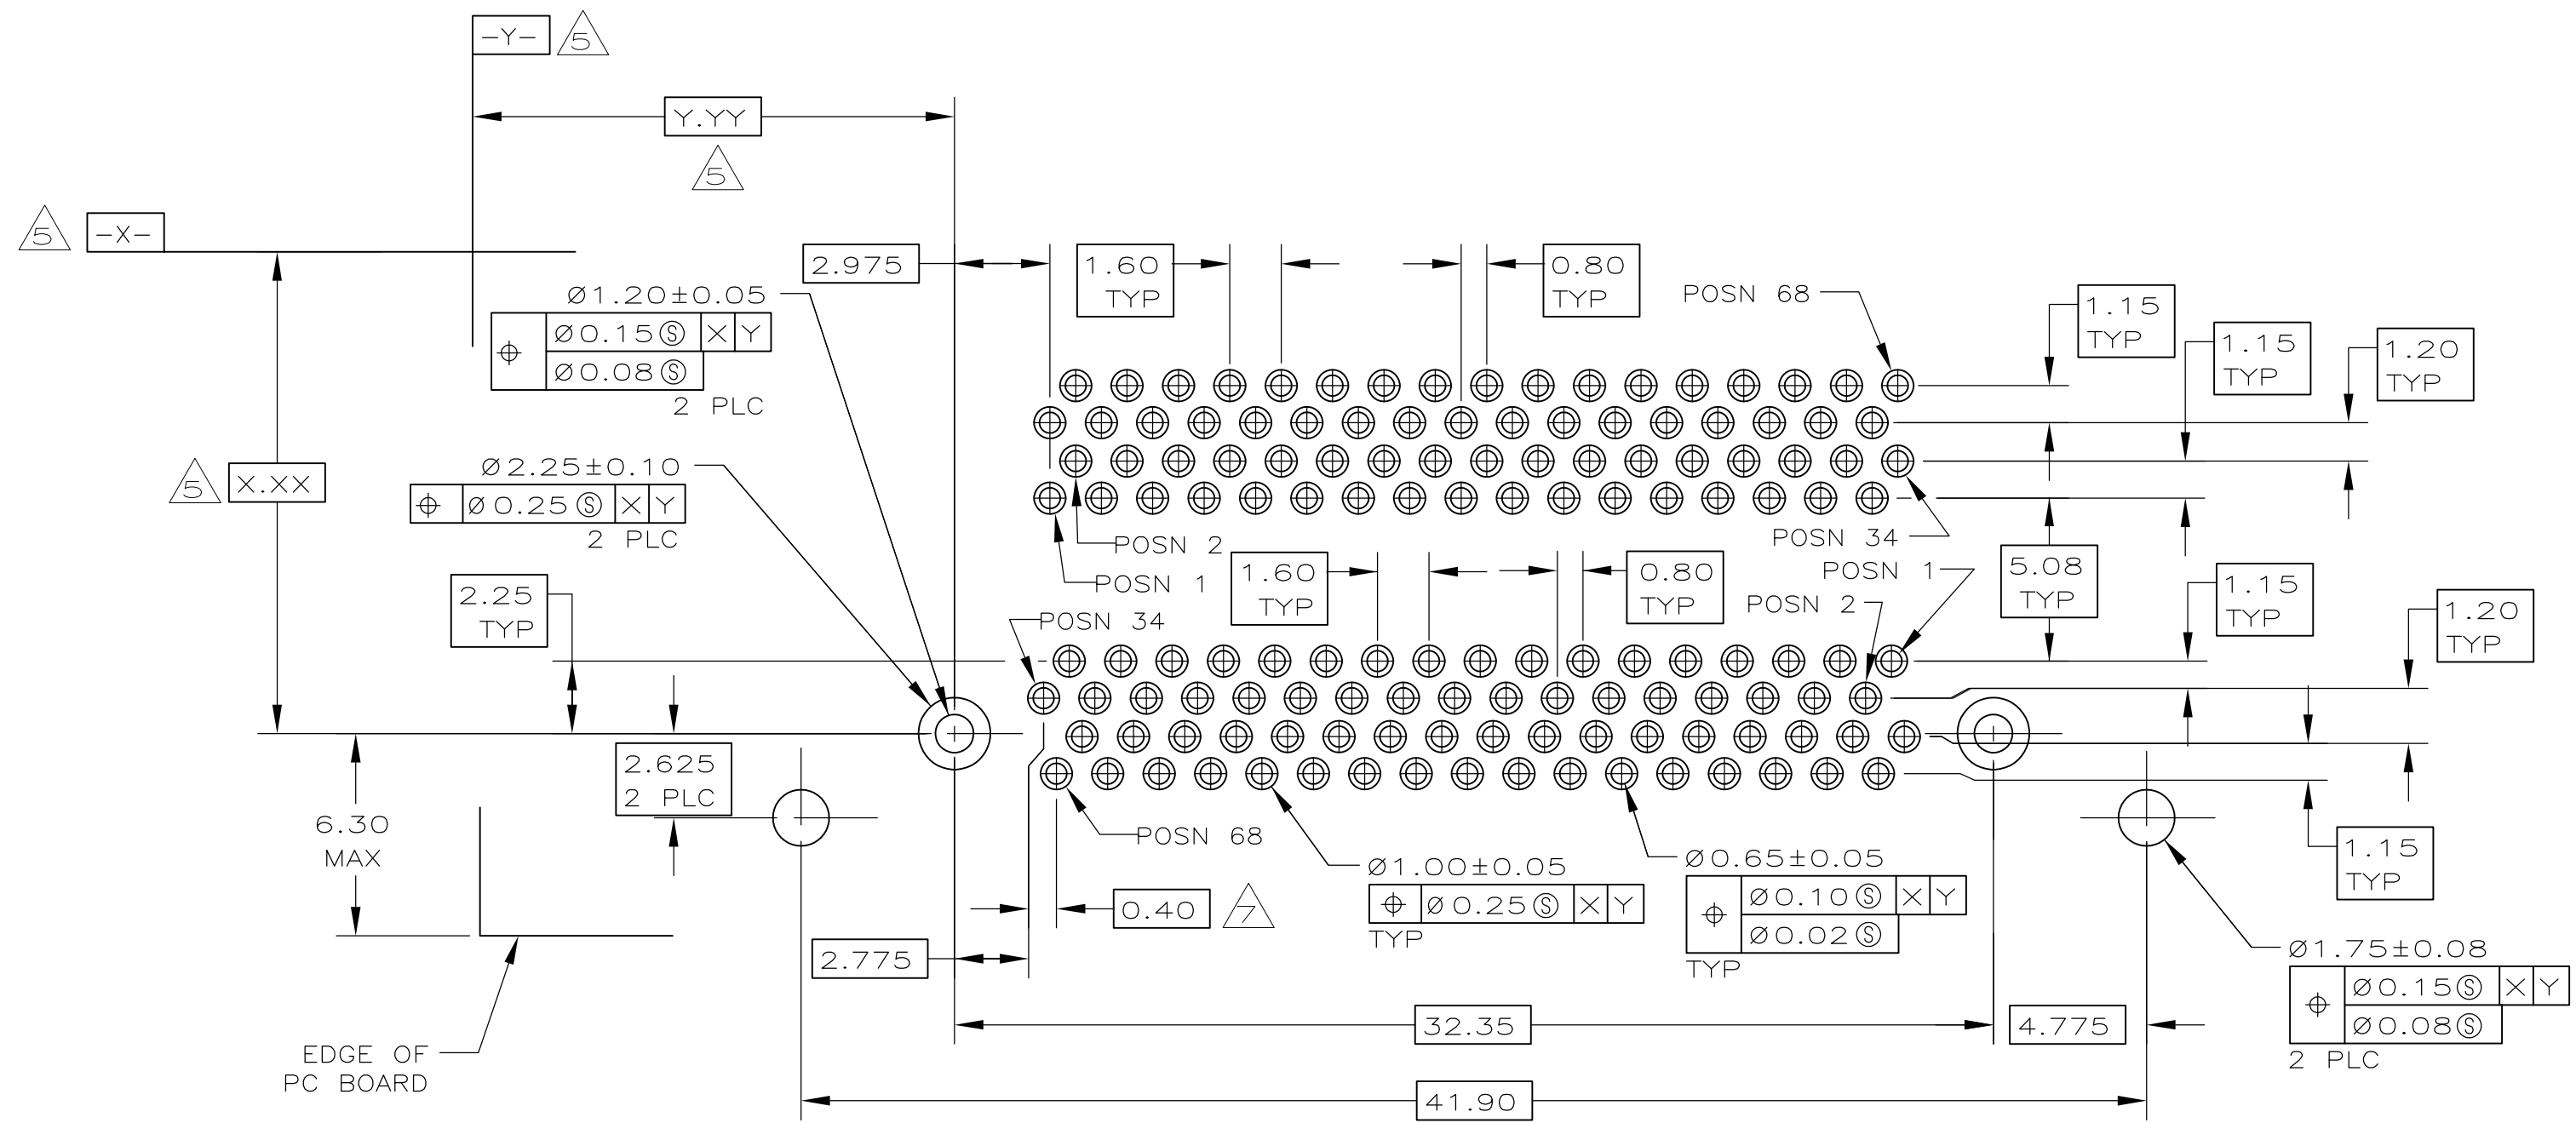 -Y- 5
Y.YY
5
5 -X-
2.975
1.60
TYP
0.80
TYP
POSN 68
1.15
TYP
1.15
TYP
1.20
TYP
Ø1.20±0.05
⌖ Ø0.15Ⓢ X Y
Ø0.08Ⓢ
2 PLC
Ø2.25±0.10
⌖ Ø0.25Ⓢ X Y
2 PLC
5 X.XX
POSN 2
POSN 1
POSN 34
1.60
TYP
0.80
TYP
POSN 1
POSN 2
5.08
TYP
1.15
TYP
1.20
TYP
2.25
TYP
POSN 34
2.625
2 PLC
6.30
MAX
POSN 68
0.40 7
Ø1.00±0.05
⌖ Ø0.25Ⓢ X Y
TYP
Ø0.65±0.05
⌖ Ø0.10Ⓢ X Y
Ø0.02Ⓢ
TYP
1.15
TYP
2.775
Ø1.75±0.08
⌖ Ø0.15Ⓢ X Y
Ø0.08Ⓢ
2 PLC
32.35
4.775
EDGE OF
PC BOARD
41.90